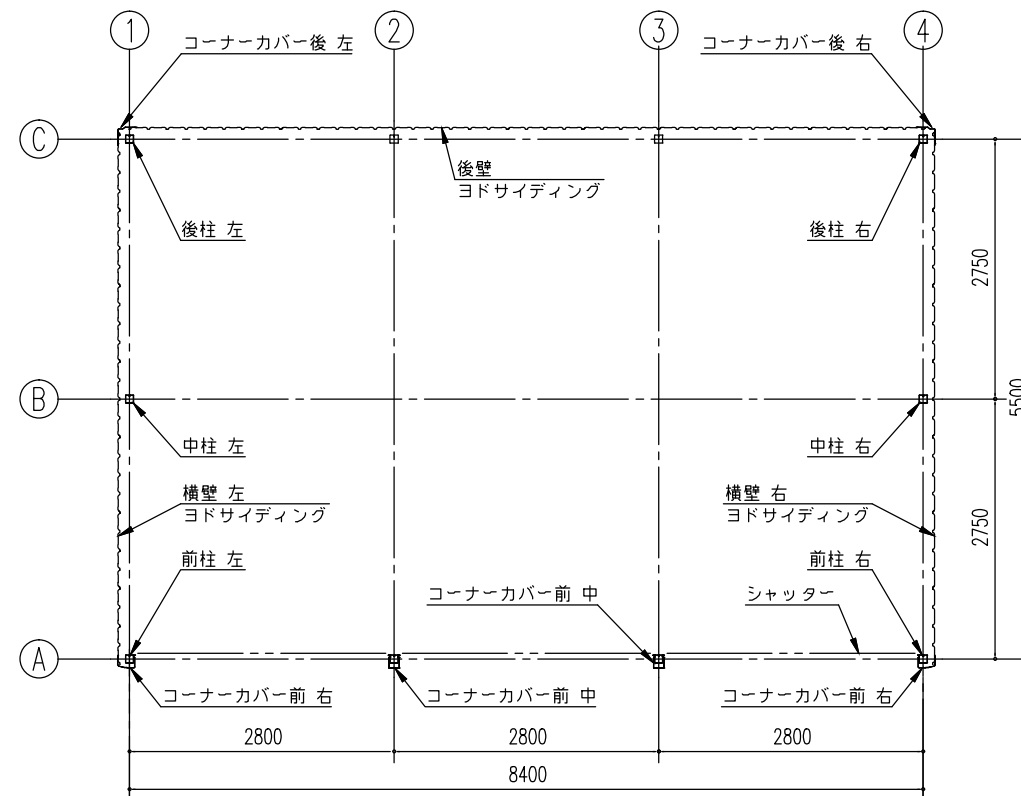 1
2
3
4
コーナーカバー後 左
コーナーカバー後 右
C
後壁
ヨドサイディング
後柱 左
後柱 右
2750
B
5500
中柱 左
中柱 右
横壁 左
ヨドサイディング
横壁 右
ヨドサイディング
2750
前柱 左
前柱 右
コーナーカバー前 中
シャッター
A
コーナーカバー前 右
コーナーカバー前 中
コーナーカバー前 右
2800
2800
2800
8400